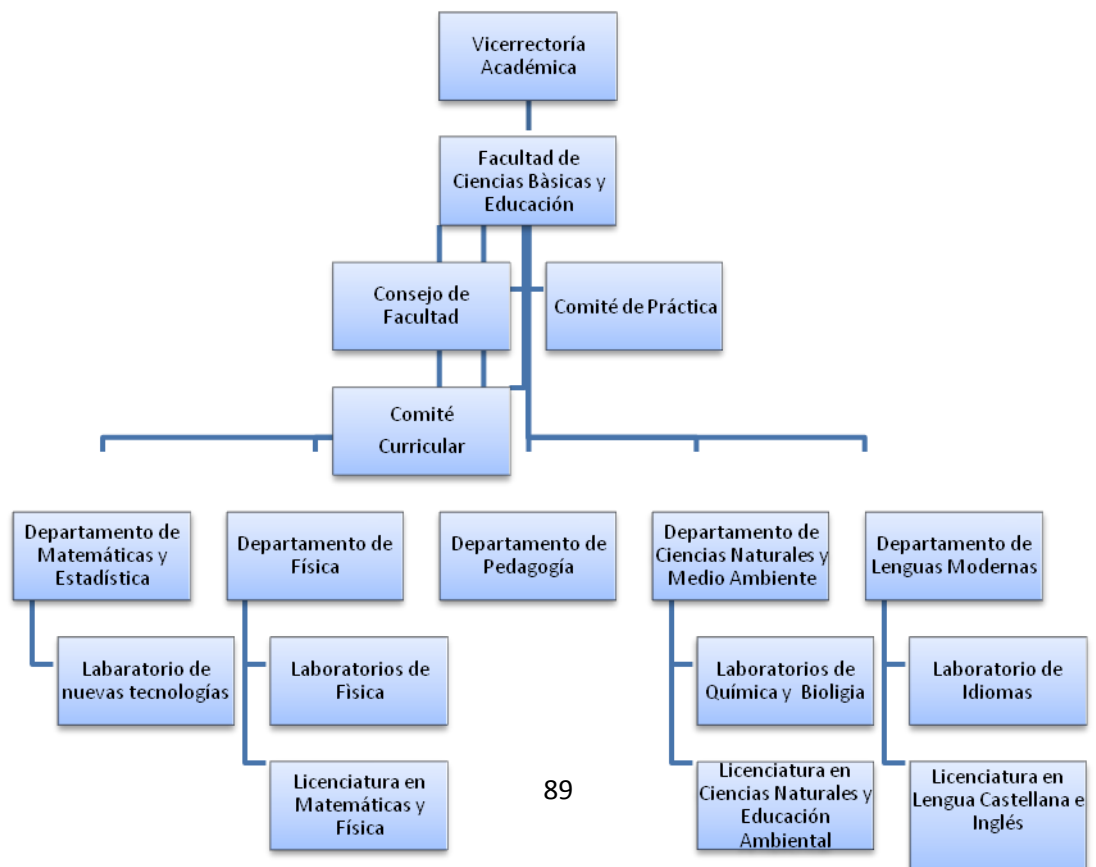 Vicerrectoría
Académica
Facultad de
Ciencias Bàsicas y
Educación
Consejo de
Facultad
Comité de Práctica
Comité
Curricular
Departamento de
Matemáticas y
Estadística
Departamento de
Física
Departamento de
Pedagogía
Departamento de
Ciencias Naturales y
Medio Ambiente
Departamento de
Lenguas Modernas
Labaratorio de
nuevas tecnologías
Laboratorios de
Fìsica
Laboratorios de
Química y Bioligia
Laboratorio de
Idiomas
Licenciatura en
Matemáticas y
Física
89
Licenciatura en
Ciencias Naturales y
Educación
Ambiental
Licenciatura en
Lengua Castellana e
Inglés